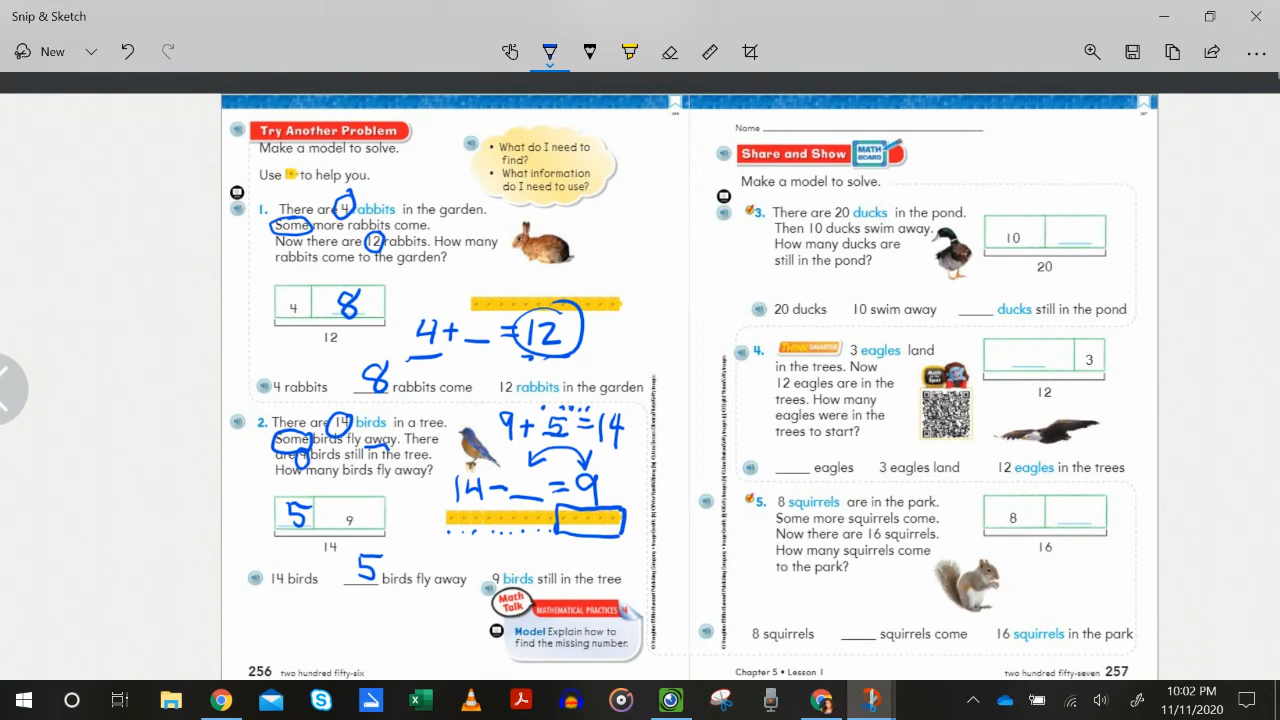 Snip & Sketch
New
Try Another Problem
Make a model to solve.
Use to help you.
• What do I need to find?
• What information do I need to use?
1. There are 4 rabbits in the garden.
Some more rabbits come.
Now there are 12 rabbits. How many
rabbits come to the garden?
4 8
12
4 + __ = 12
4 rabbits 8 rabbits come 12 rabbits in the garden
2. There are 14 birds in a tree.
Some birds fly away. There
are 9 birds still in the tree.
How many birds fly away?
9 + 5 = 14
14 - __ = 9
5 9
14
14 birds 5 birds fly away 9 birds still in the tree
Math Talk
MATHEMATICAL PRACTICES 4
Model Explain how to
find the missing number.
256 two hundred fifty-six
Name
Share and Show MATH BOARD
Make a model to solve.
3. There are 20 ducks in the pond.
Then 10 ducks swim away.
How many ducks are
still in the pond?
10
20
20 ducks 10 swim away ____ ducks still in the pond
4. THINKSMARTER 3 eagles land
in the trees. Now
12 eagles are in the
trees. How many
eagles were in the
trees to start?
Math on the Spot
3
12
____ eagles 3 eagles land 12 eagles in the trees
5. 8 squirrels are in the park.
Some more squirrels come.
Now there are 16 squirrels.
How many squirrels come
to the park?
8
16
8 squirrels ____ squirrels come 16 squirrels in the park
Chapter 5 • Lesson 1 two hundred fifty-seven 257
10:02 PM
11/11/2020